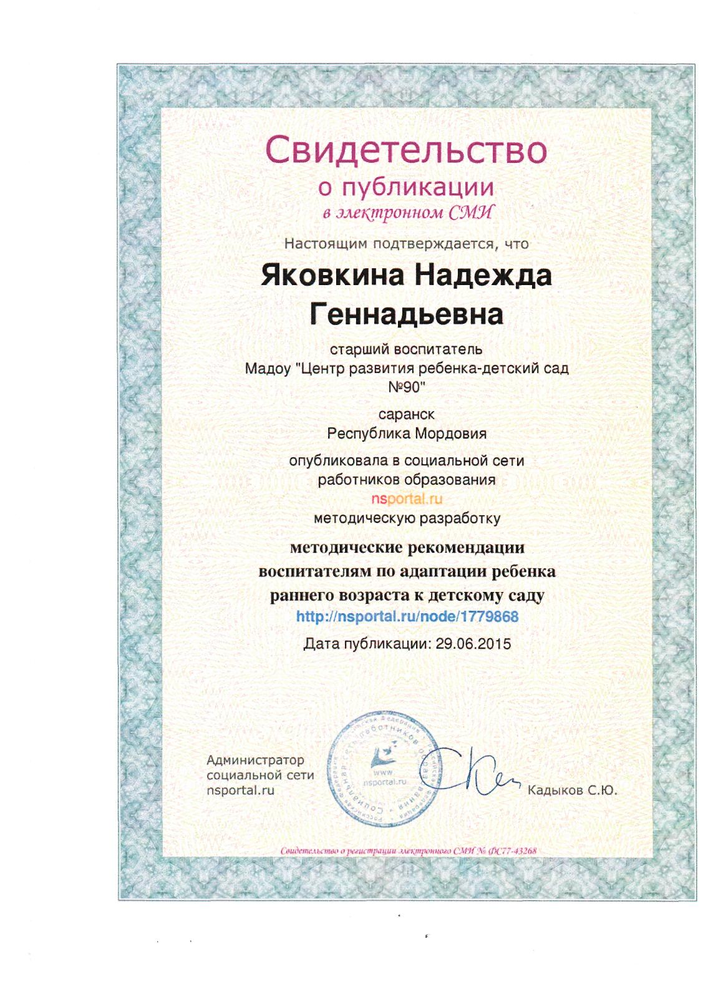 Свидетельство
о публикации
в электронном СМИ
Настоящим подтверждается, что
Яковкина Надежда
Геннадьевна
старший воспитатель
Мадоу "Центр развития ребенка-детский сад
№90"
саранск
Республика Мордовия
опубликовала в социальной сети
работников образования
nsportal.ru
методическую разработку
методические рекомендации
воспитателям по адаптации ребенка
раннего возраста к детскому саду
http://nsportal.ru/node/1779868
Дата публикации: 29.06.2015
Администратор
социальной сети
nsportal.ru
Социальная сеть работников образования
www
nsportal.ru
Кадыков С.Ю.
Свидетельство о регистрации электронного СМИ № ФС77-43268